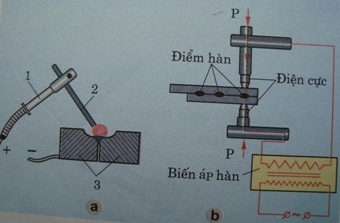 P
1
2
+
−
3
a
Điểm hàn
Điện cực
P
Biến áp hàn
b